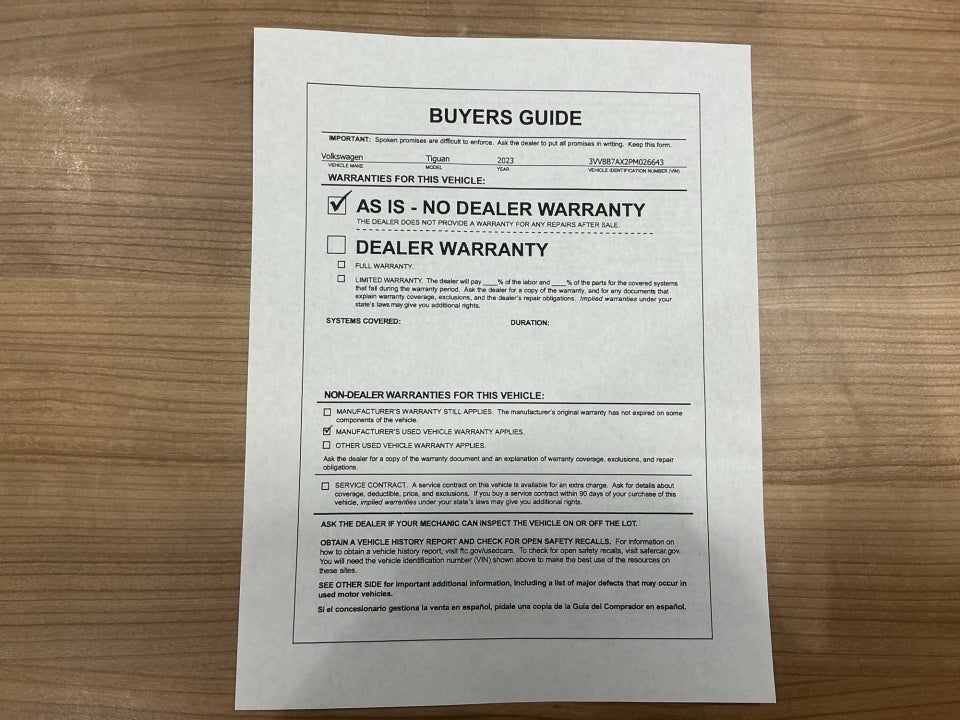 BUYERS GUIDE
IMPORTANT: Spoken promises are difficult to enforce. Ask the dealer to put all promises in writing. Keep this form.
Volkswagen Tiguan 2023 3VV8B7AX2PM026643
VEHICLE MAKE MODEL YEAR VEHICLE IDENTIFICATION NUMBER (VIN)
WARRANTIES FOR THIS VEHICLE:
AS IS - NO DEALER WARRANTY
THE DEALER DOES NOT PROVIDE A WARRANTY FOR ANY REPAIRS AFTER SALE.
DEALER WARRANTY
FULL WARRANTY.
LIMITED WARRANTY. The dealer will pay ____% of the labor and ____% of the parts for the covered systems
that fail during the warranty period. Ask the dealer for a copy of the warranty, and for any documents that
explain warranty coverage, exclusions, and the dealer's repair obligations. Implied warranties under your
state's laws may give you additional rights.
SYSTEMS COVERED: DURATION:
NON-DEALER WARRANTIES FOR THIS VEHICLE:
MANUFACTURER'S WARRANTY STILL APPLIES. The manufacturer's original warranty has not expired on some
components of the vehicle.
MANUFACTURER'S USED VEHICLE WARRANTY APPLIES.
OTHER USED VEHICLE WARRANTY APPLIES.
Ask the dealer for a copy of the warranty document and an explanation of warranty coverage, exclusions, and repair
obligations.
SERVICE CONTRACT. A service contract on this vehicle is available for an extra charge. Ask for details about
coverage, deductible, price, and exclusions. If you buy a service contract within 90 days of your purchase of this
vehicle, implied warranties under your state's laws may give you additional rights.
ASK THE DEALER IF YOUR MECHANIC CAN INSPECT THE VEHICLE ON OR OFF THE LOT.
OBTAIN A VEHICLE HISTORY REPORT AND CHECK FOR OPEN SAFETY RECALLS. For information on
how to obtain a vehicle history report, visit ftc.gov/usedcars. To check for open safety recalls, visit safercar.gov.
You will need the vehicle identification number (VIN) shown above to make the best use of the resources on
these sites.
SEE OTHER SIDE for important additional information, including a list of major defects that may occur in
used motor vehicles.
Si el concesionario gestiona la venta en español, pídale una copia de la Guía del Comprador en español.